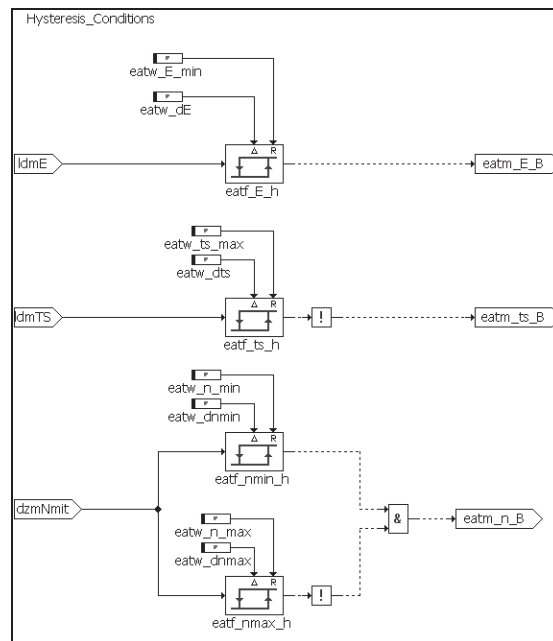 Hysteresis_Conditions
P
eatw_E_min
P
eatw_dE
ldmE
Δ R
eatf_E_h
eatm_E_B
P
eatw_ts_max
P
eatw_dts
ldmTS
Δ R
eatf_ts_h
!
eatm_ts_B
P
eatw_n_min
P
eatw_dnmin
Δ R
eatf_nmin_h
dzmNmit
&
eatm_n_B
P
eatw_n_max
P
eatw_dnmax
Δ R
eatf_nmax_h
!